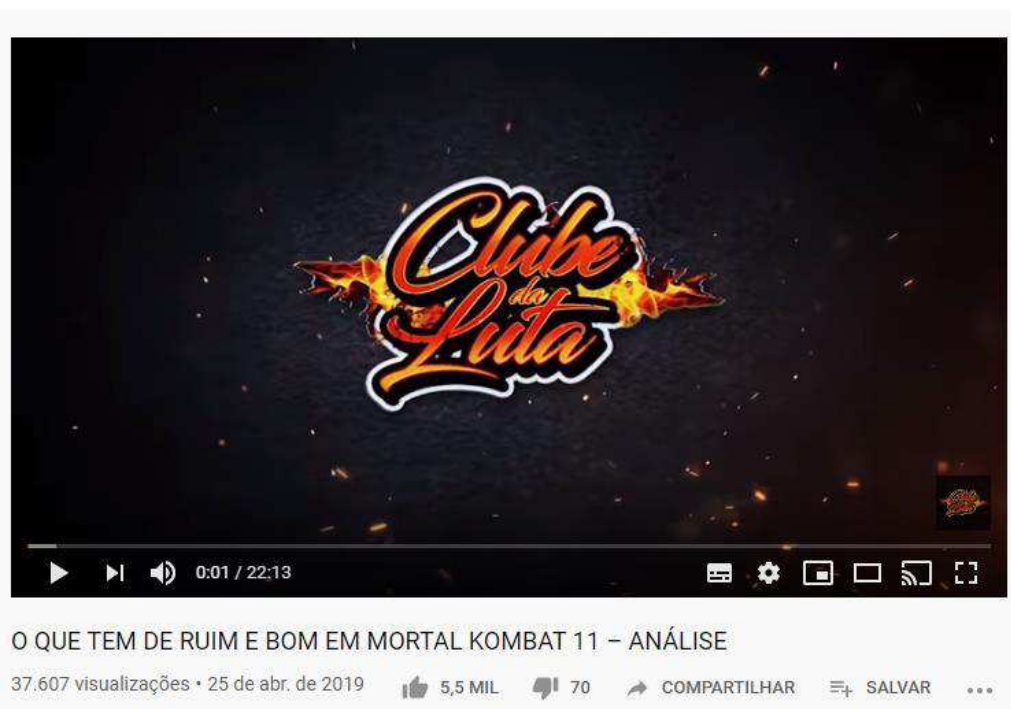 Clube
da
Luta
0:01 / 22:13
O QUE TEM DE RUIM E BOM EM MORTAL KOMBAT 11 – ANÁLISE
37.607 visualizações • 25 de abr. de 2019 5,5 MIL 70 COMPARTILHAR SALVAR